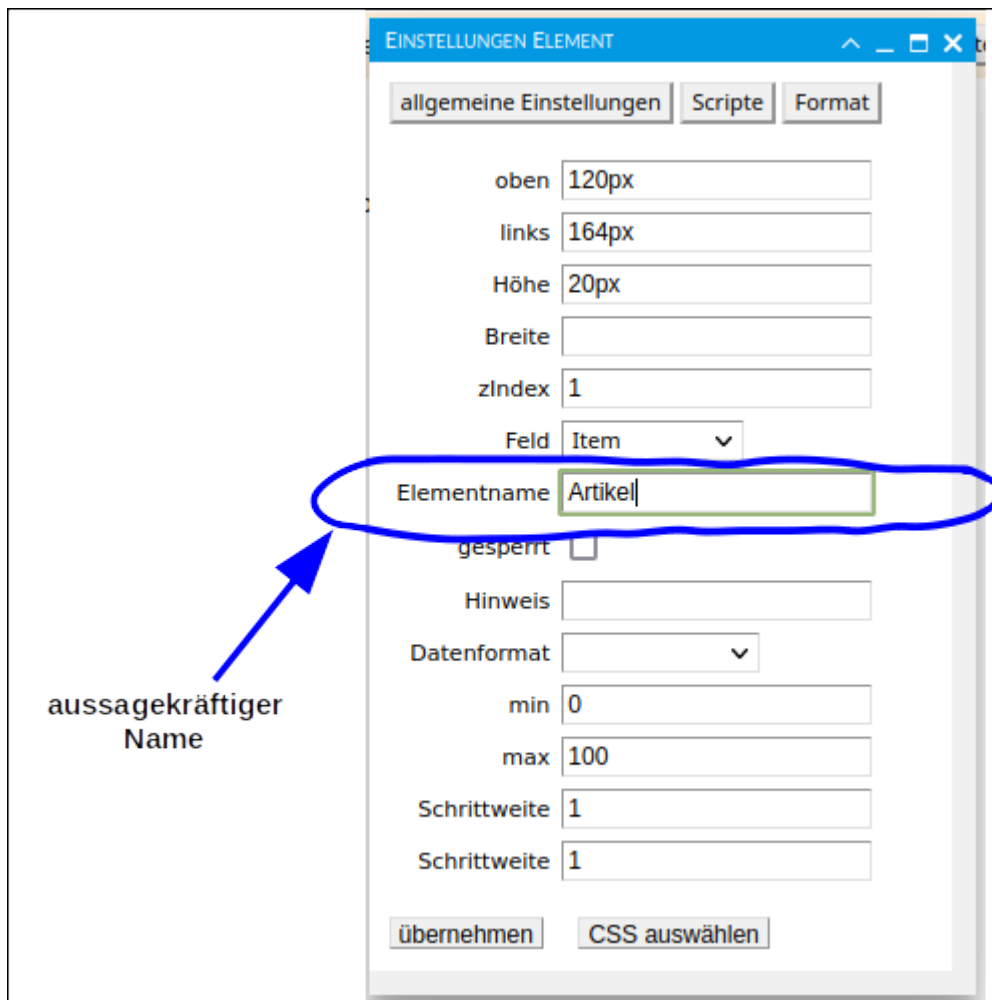 EINSTELLUNGEN ELEMENT
allgemeine Einstellungen Scripte Format
oben 120px
links 164px
Höhe 20px
Breite
zIndex 1
Feld Item
Elementname Artikel
gesperrt
Hinweis
Datenformat
aussagekräftiger
Name
min 0
max 100
Schrittweite 1
Schrittweite 1
übernehmen CSS auswählen